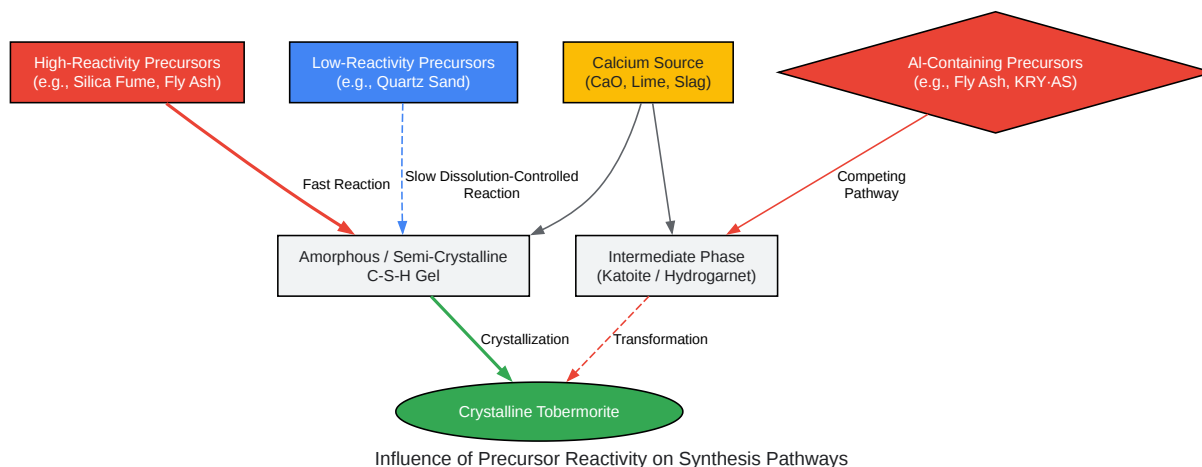 High-Reactivity Precursors
(e.g., Silica Fume, Fly Ash)
Low-Reactivity Precursors
(e.g., Quartz Sand)
Calcium Source
(CaO, Lime, Slag)
Al-Containing Precursors
(e.g., Fly Ash, KRY·AS)
Fast Reaction
Slow Dissolution-Controlled
Reaction
Competing
Pathway
Amorphous / Semi-Crystalline
C-S-H Gel
Intermediate Phase
(Katoite / Hydrogarnet)
Crystallization
Transformation
Crystalline Tobermorite
Influence of Precursor Reactivity on Synthesis Pathways